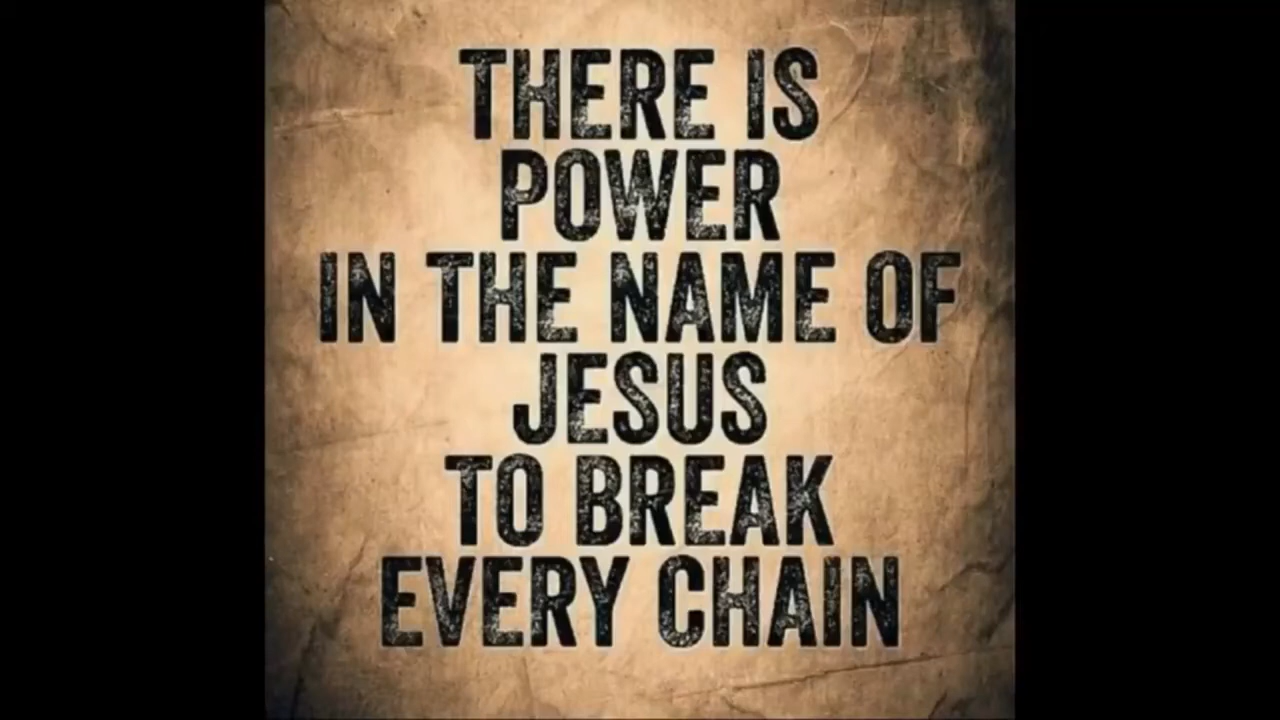 THERE IS
POWER
IN THE NAME OF
JESUS
TO BREAK
EVERY CHAIN